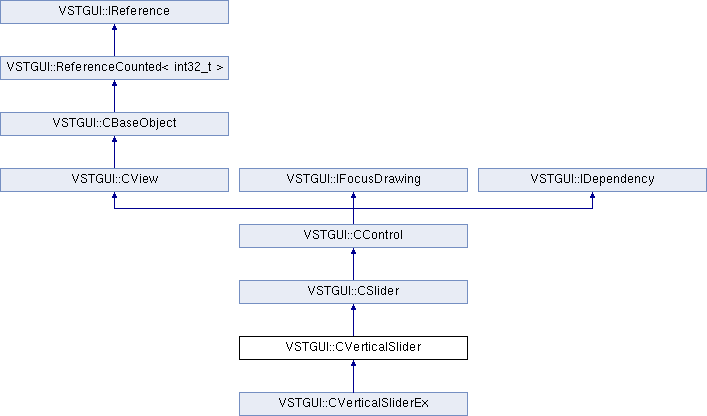 VSTGUI::IReference
VSTGUI::ReferenceCounted< int32_t >
VSTGUI::CBaseObject
VSTGUI::CView
VSTGUI::IFocusDrawing
VSTGUI::IDependency
VSTGUI::CControl
VSTGUI::CSlider
VSTGUI::CVerticalSlider
VSTGUI::CVerticalSliderEx